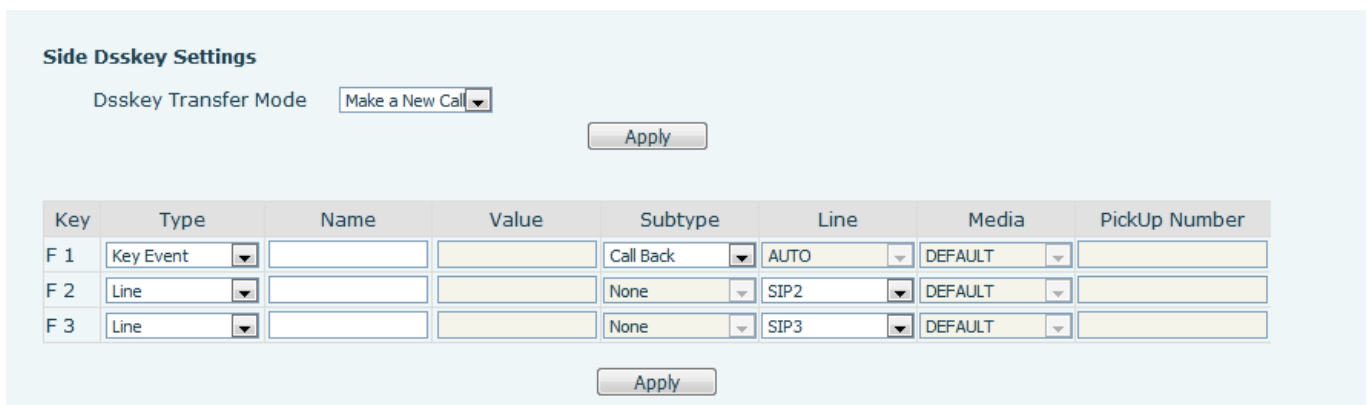 Side Dsskey Settings
Dsskey Transfer Mode Make a New Call
Apply
Key Type Name Value Subtype Line Media PickUp Number
F 1 Key Event Call Back AUTO DEFAULT
F 2 Line None SIP2 DEFAULT
F 3 Line None SIP3 DEFAULT
Apply